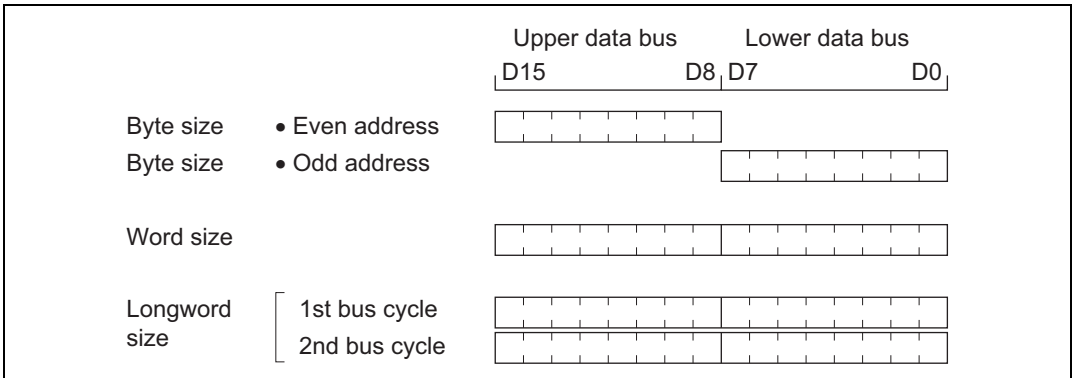 Upper data bus Lower data bus
D15 D8 D7 D0
Byte size • Even address
Byte size • Odd address
Word size
Longword 1st bus cycle
size 2nd bus cycle